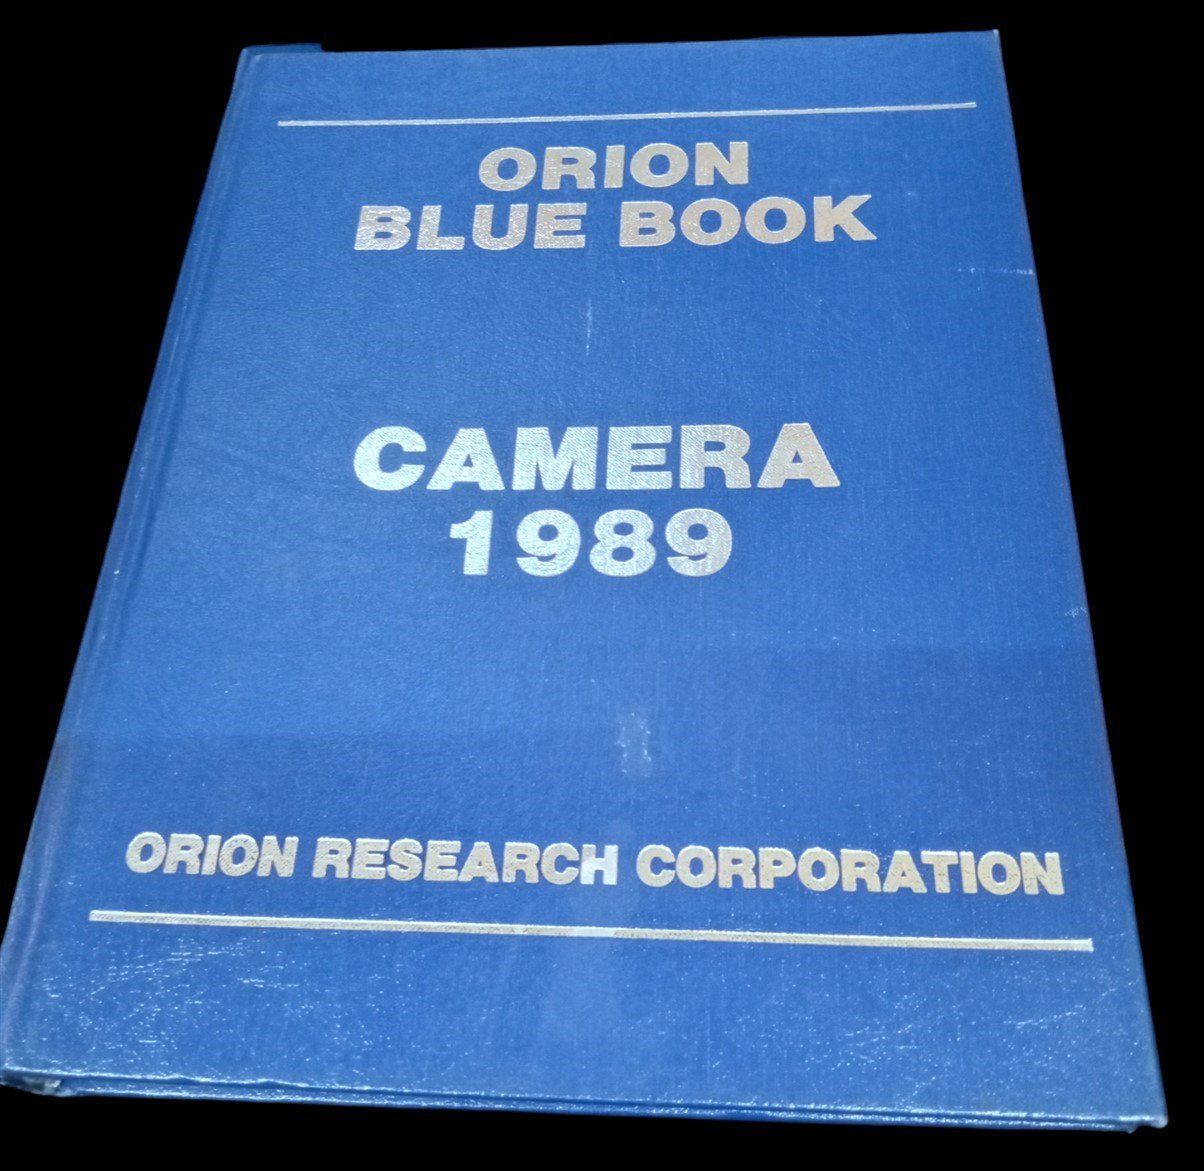 ORION
BLUE BOOK
CAMERA
1989
ORION RESEARCH CORPORATION